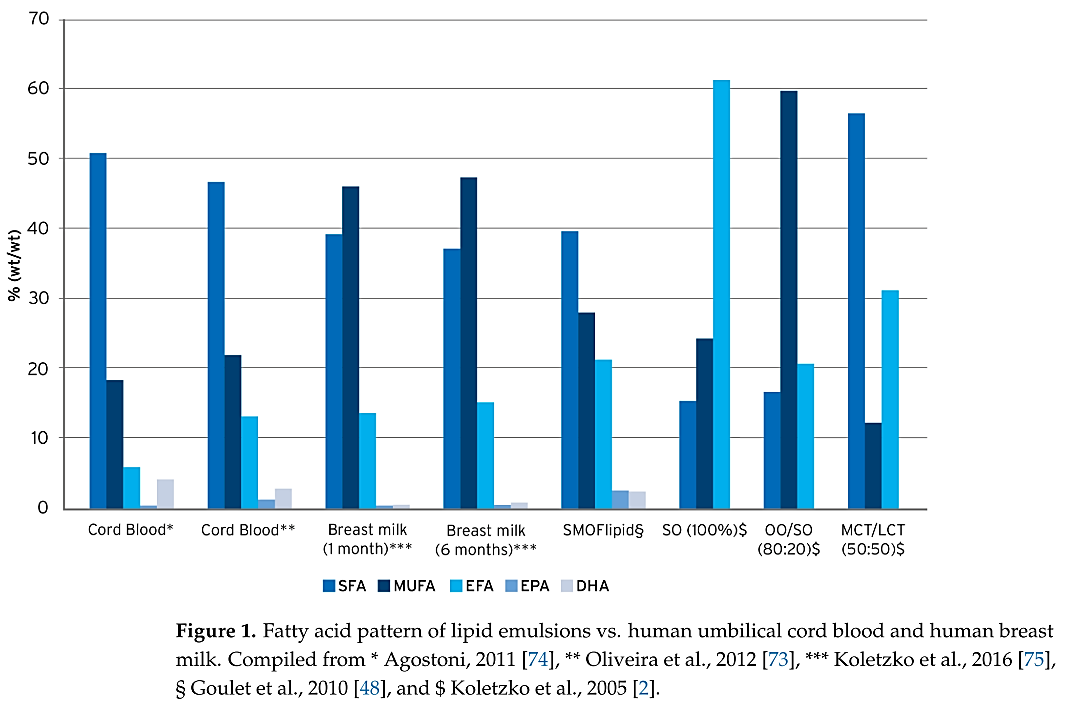 70
60
50
40
30
20
10
0
% (wt/wt)
Cord Blood*
Cord Blood**
Breast milk
(1 month)***
Breast milk
(6 months)***
SMOFlipid§
SO (100%)$
OO/SO
(80:20)$
MCT/LCT
(50:50)$
SFA MUFA EFA EPA DHA
Figure 1. Fatty acid pattern of lipid emulsions vs. human umbilical cord blood and human breast
milk. Compiled from * Agostoni, 2011 [74], ** Oliveira et al., 2012 [73], *** Koletzko et al., 2016 [75],
§ Goulet et al., 2010 [48], and $ Koletzko et al., 2005 [2].